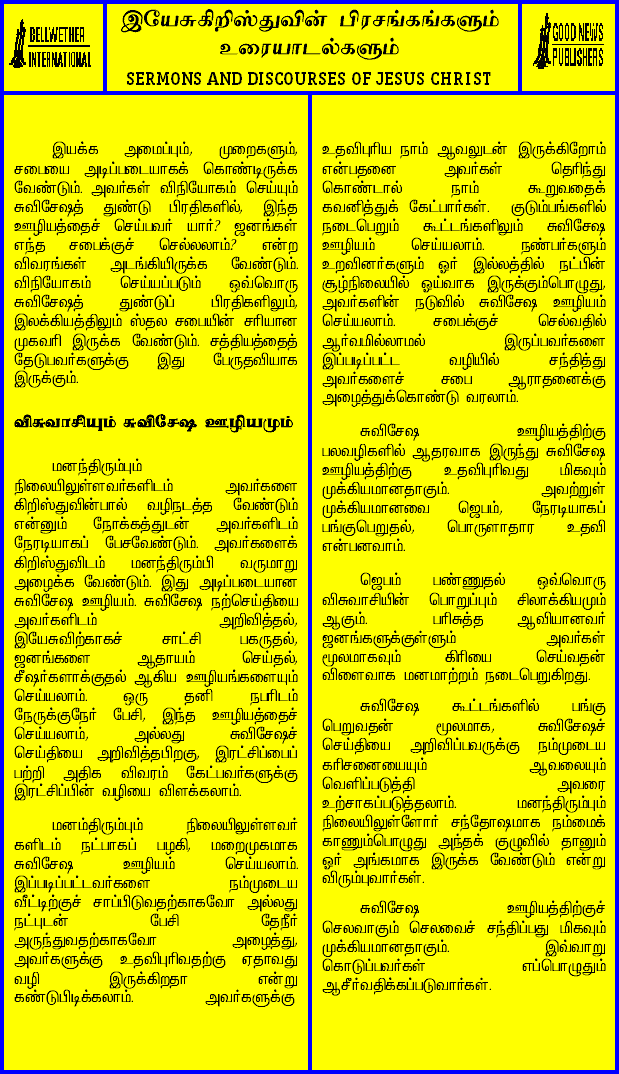 BELLWETHER
INTERNATIONAL
இயேசுகிறிஸ்துவின் பிரசங்கங்களும்
உரையாடல்களும்
SERMONS AND DISCOURSES OF JESUS CHRIST
GOOD NEWS
PUBLISHERS
இயக்க அமைப்பும், முறைகளும்,
சபையை அடிப்படையாகக் கொண்டிருக்க
வேண்டும். அவர்கள் விநியோகம் செய்யும்
சுவிசேஷத் துண்டு பிரதிகளில், இந்த
ஊழியத்தைச் செய்பவர் யார்? ஜனங்கள்
எந்த சபைக்குச் செல்லலாம்? என்ற
விவரங்கள் அடங்கியிருக்க வேண்டும்.
விநியோகம் செய்யப்படும் ஒவ்வொரு
சுவிசேஷத் துண்டுப் பிரதிகளிலும்,
இலக்கியத்திலும் ஸ்தல சபையின் சரியான
முகவரி இருக்க வேண்டும். சத்தியத்தைத்
தேடுபவர்களுக்கு இது பேருதவியாக
இருக்கும்.
விசுவாசியும் சுவிசேஷ ஊழியமும்
மனந்திரும்பும்
நிலையிலுள்ளவர்களிடம் அவர்களை
கிறிஸ்துவின்பால் வழிநடத்த வேண்டும்
என்னும் நோக்கத்துடன் அவர்களிடம்
நேரடியாகப் பேசவேண்டும். அவர்களைக்
கிறிஸ்துவிடம் மனந்திரும்பி வருமாறு
அழைக்க வேண்டும். இது அடிப்படையான
சுவிசேஷ ஊழியம். சுவிசேஷ நற்செய்தியை
அவர்களிடம் அறிவித்தல்,
இயேசுவிற்காகச் சாட்சி பகருதல்,
ஜனங்களை ஆதாயம் செய்தல்,
சீஷர்களாக்குதல் ஆகிய ஊழியங்களையும்
செய்யலாம். ஒரு தனி நபரிடம்
நேருக்குநேர் பேசி, இந்த ஊழியத்தைச்
செய்யலாம், அல்லது சுவிசேஷச்
செய்தியை அறிவித்தபிறகு, இரட்சிப்பைப்
பற்றி அதிக விவரம் கேட்பவர்களுக்கு
இரட்சிப்பின் வழியை விளக்கலாம்.
மனம்திரும்பும் நிலையிலுள்ளவர்
களிடம் நட்பாகப் பழகி, மறைமுகமாக
சுவிசேஷ ஊழியம் செய்யலாம்.
இப்படிப்பட்டவர்களை நம்முடைய
வீட்டிற்குச் சாப்பிடுவதற்காகவோ அல்லது
நட்புடன் பேசி தேநீர்
அருந்துவதற்காகவோ அழைத்து,
அவர்களுக்கு உதவிபுரிவதற்கு ஏதாவது
வழி இருக்கிறதா என்று
கண்டுபிடிக்கலாம். அவர்களுக்கு
உதவிபுரிய நாம் ஆவலுடன் இருக்கிறோம்
என்பதனை அவர்கள் தெரிந்து
கொண்டால் நாம் கூறுவதைக்
கவனித்துக் கேட்பார்கள். குடும்பங்களில்
நடைபெறும் கூட்டங்களிலும் சுவிசேஷ
ஊழியம் செய்யலாம். நண்பர்களும்
உறவினர்களும் ஓர் இல்லத்தில் நட்பின்
சூழ்நிலையில் ஓய்வாக இருக்கும்பொழுது,
அவர்களின் நடுவில் சுவிசேஷ ஊழியம்
செய்யலாம். சபைக்குச் செல்வதில்
ஆர்வமில்லாமல் இருப்பவர்களை
இப்படிப்பட்ட வழியில் சந்தித்து
அவர்களைச் சபை ஆராதனைக்கு
அழைத்துக்கொண்டு வரலாம்.
சுவிசேஷ ஊழியத்திற்கு
பலவழிகளில் ஆதரவாக இருந்து சுவிசேஷ
ஊழியத்திற்கு உதவிபுரிவது மிகவும்
முக்கியமானதாகும். அவற்றுள்
முக்கியமானவை ஜெபம், நேரடியாகப்
பங்குபெறுதல், பொருளாதார உதவி
என்பனவாம்.
ஜெபம் பண்ணுதல் ஒவ்வொரு
விசுவாசியின் பொறுப்பும் சிலாக்கியமும்
ஆகும். பரிசுத்த ஆவியானவர்
ஜனங்களுக்குள்ளும் அவர்கள்
மூலமாகவும் கிரியை செய்வதன்
விளைவாக மனமாற்றம் நடைபெறுகிறது.
சுவிசேஷ கூட்டங்களில் பங்கு
பெறுவதன் மூலமாக, சுவிசேஷச்
செய்தியை அறிவிப்பவருக்கு நம்முடைய
கரிசனையையும் ஆவலையும்
வெளிப்படுத்தி அவரை
உற்சாகப்படுத்தலாம். மனந்திரும்பும்
நிலையிலுள்ளோர் சந்தோஷமாக நம்மைக்
காணும்பொழுது அந்தக் குழுவில் தானும்
ஓர் அங்கமாக இருக்க வேண்டும் என்று
விரும்புவார்கள்.
சுவிசேஷ ஊழியத்திற்குச்
செலவாகும் செலவைச் சந்திப்பது மிகவும்
முக்கியமானதாகும். இவ்வாறு
கொடுப்பவர்கள் எப்பொழுதும்
ஆசீர்வதிக்கப்படுவார்கள்.